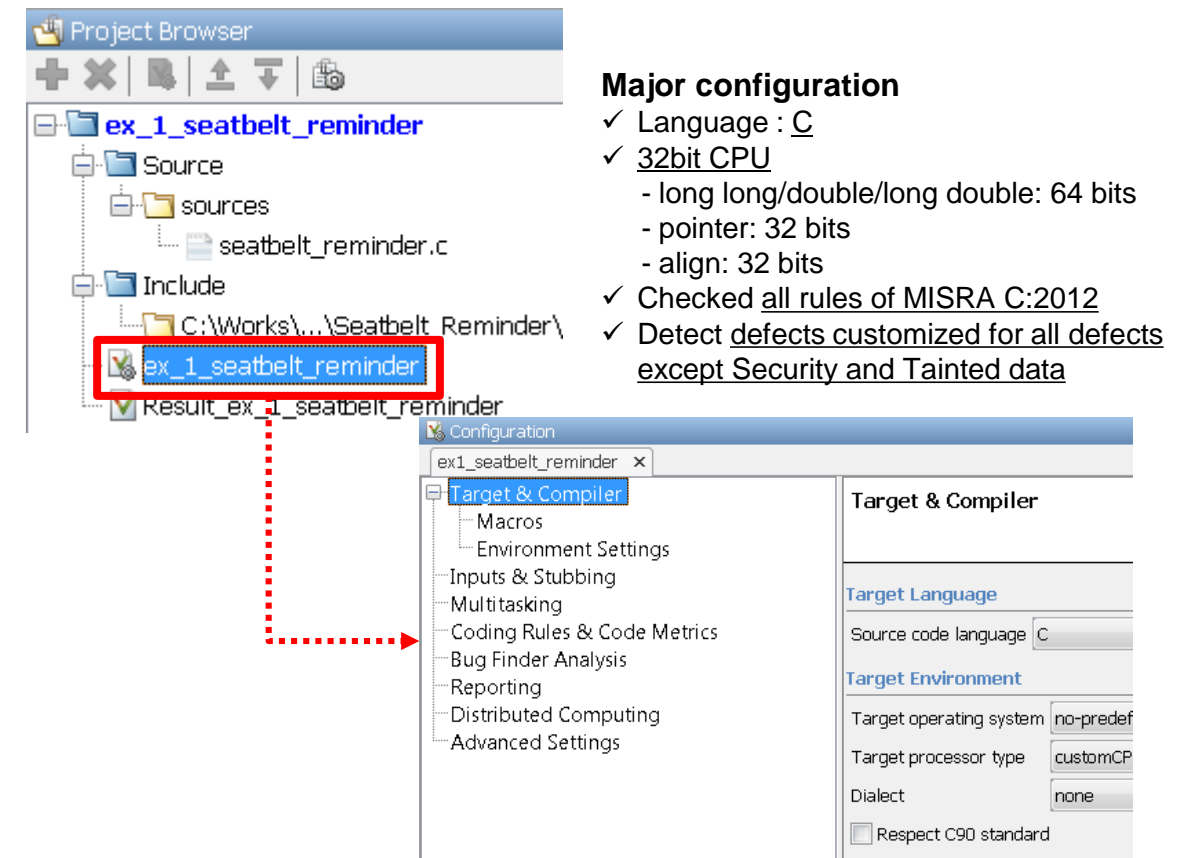 Project Browser
ex_1_seatbelt_reminder
Source
sources
seatbelt_reminder.c
Include
C:\Works\...\Seatbelt_Reminder\
ex_1_seatbelt_reminder
Result_ex_1_seatbelt_reminder
Major configuration
✓ Language : C
✓ 32bit CPU
- long long/double/long double: 64 bits
- pointer: 32 bits
- align: 32 bits
✓ Checked all rules of MISRA C:2012
✓ Detect defects customized for all defects
except Security and Tainted data
Configuration
ex1_seatbelt_reminder ×
Target & Compiler
Macros
Environment Settings
Inputs & Stubbing
Multitasking
Coding Rules & Code Metrics
Bug Finder Analysis
Reporting
Distributed Computing
Advanced Settings
Target & Compiler
Target Language
Source code language C
Target Environment
Target operating system no-predef
Target processor type customCP
Dialect none
Respect C90 standard